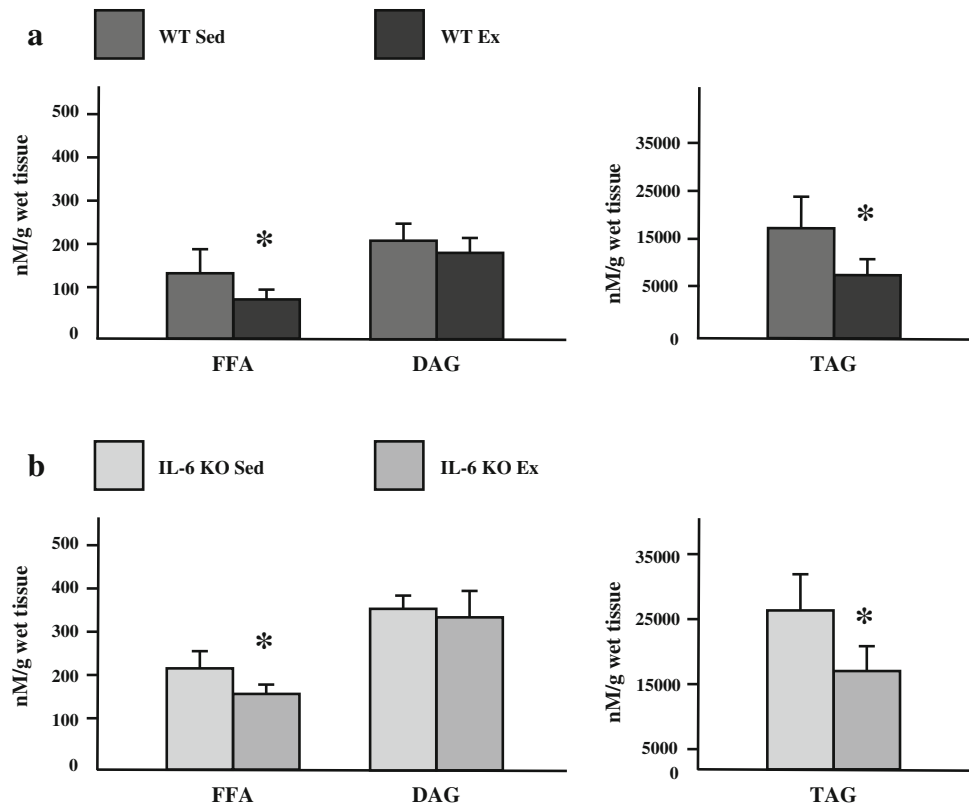 a
WT Sed
WT Ex
nM/g wet tissue
500
400
300
200
100
0
FFA
*
DAG
nM/g wet tissue
35000
25000
15000
5000
0
*
TAG
b
IL-6 KO Sed
IL-6 KO Ex
nM/g wet tissue
500
400
300
200
100
0
*
FFA
DAG
nM/g wet tissue
35000
25000
15000
5000
0
*
TAG